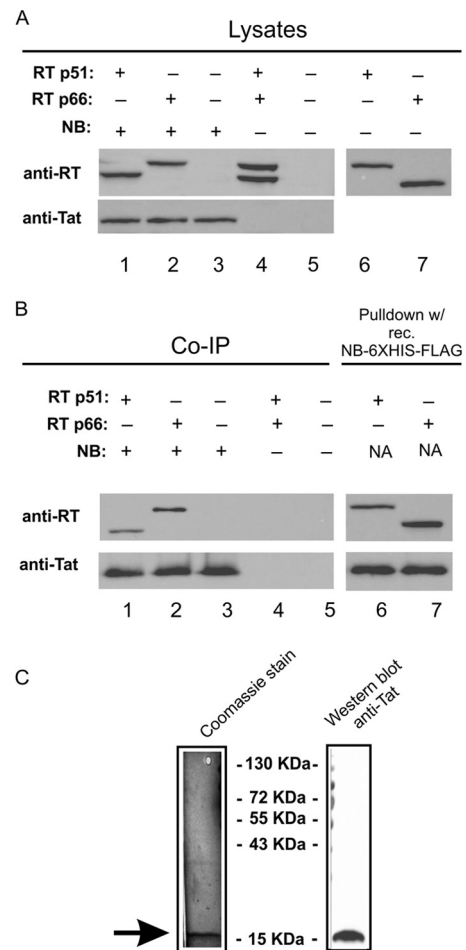 A
Lysates
RT p51: + – – + – + –
RT p66: – + – + – – +
NB: + + + – – – –
anti-RT
anti-Tat
1 2 3 4 5 6 7
B
Co-IP
Pulldown w/
rec.
NB-6XHIS-FLAG
RT p51: + – – + – + –
RT p66: – + – + – – +
NB: + + + – – NA NA
anti-RT
anti-Tat
1 2 3 4 5 6 7
C
Coomassie stain
Western blot
anti-Tat
- 130 KDa -
- 72 KDa -
- 55 KDa -
- 43 KDa -
- 15 KDa -